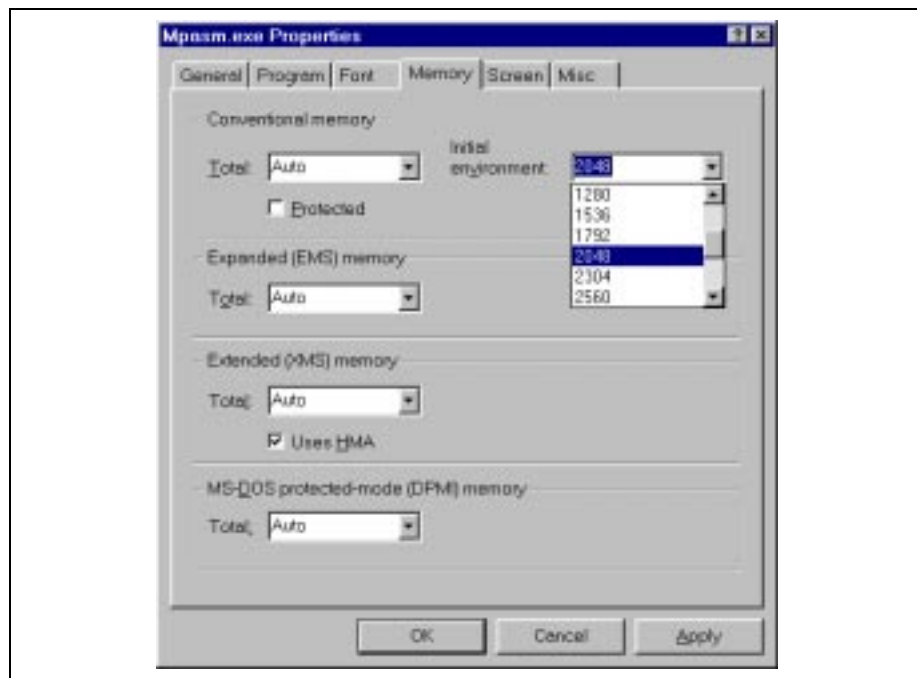 Mpasm.exe Properties
General Program Font Memory Screen Misc
Conventional memory
Total: Auto
Initial environment: 2048
Protected
1280
1536
1792
2048
2304
2560
Expanded (EMS) memory
Total: Auto
Extended (XMS) memory
Total: Auto
Uses HMA
MS-DOS protected-mode (DPMI) memory
Total: Auto
OK Cancel Apply